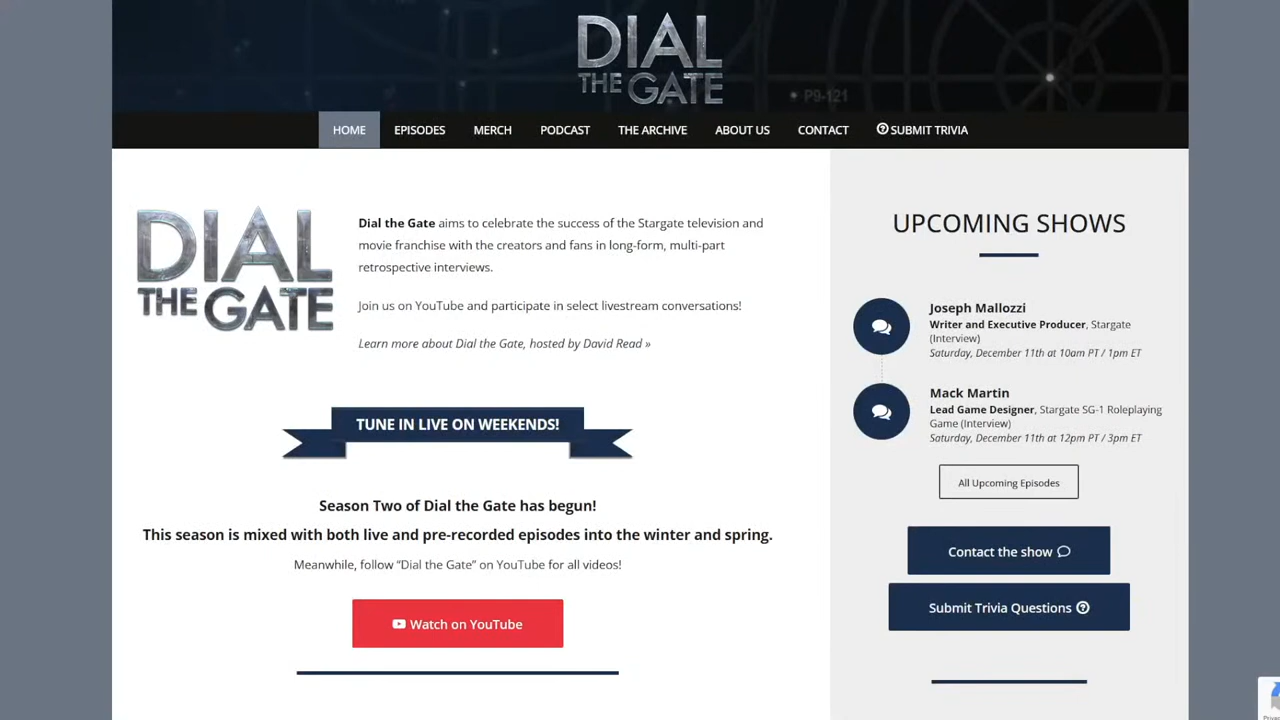 DIAL
THE GATE
P9-121
HOME EPISODES MERCH PODCAST THE ARCHIVE ABOUT US CONTACT SUBMIT TRIVIA
DIAL
THE GATE
Dial the Gate aims to celebrate the success of the Stargate television and
movie franchise with the creators and fans in long-form, multi-part
retrospective interviews.
Join us on YouTube and participate in select livestream conversations!
Learn more about Dial the Gate, hosted by David Read »
TUNE IN LIVE ON WEEKENDS!
Season Two of Dial the Gate has begun!
This season is mixed with both live and pre-recorded episodes into the winter and spring.
Meanwhile, follow “Dial the Gate” on YouTube for all videos!
Watch on YouTube
UPCOMING SHOWS
Joseph Mallozzi
Writer and Executive Producer, Stargate
(Interview)
Saturday, December 11th at 10am PT / 1pm ET
Mack Martin
Lead Game Designer, Stargate SG-1 Roleplaying
Game (Interview)
Saturday, December 11th at 12pm PT / 3pm ET
All Upcoming Episodes
Contact the show
Submit Trivia Questions